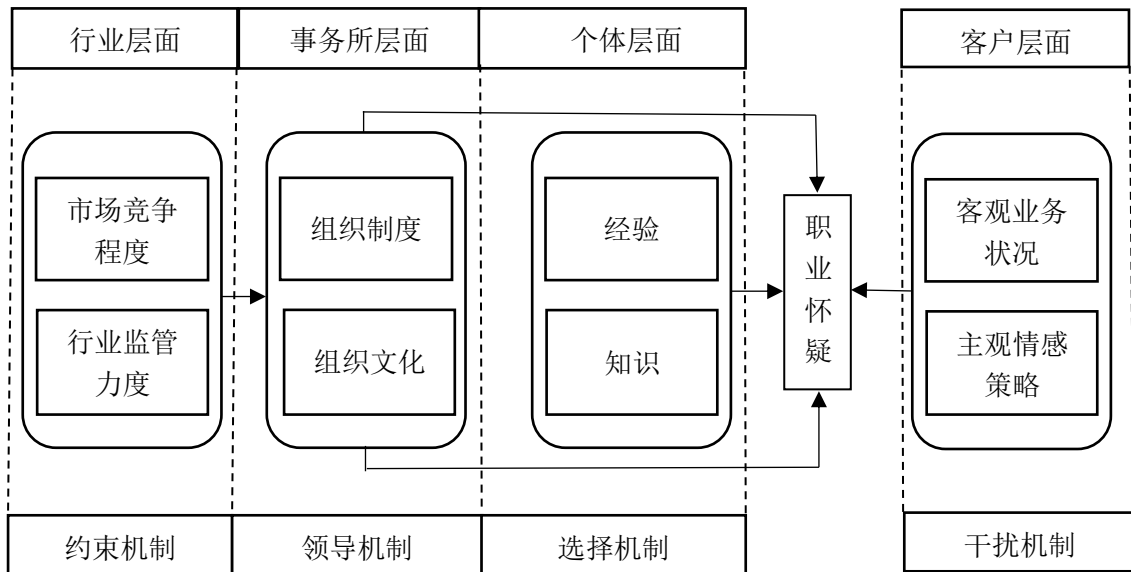 行业层面
事务所层面
个体层面
客户层面
市场竞争
程度
行业监管
力度
组织制度
组织文化
经验
知识
职
业
怀
疑
客观业务
状况
主观情感
策略
约束机制
领导机制
选择机制
干扰机制